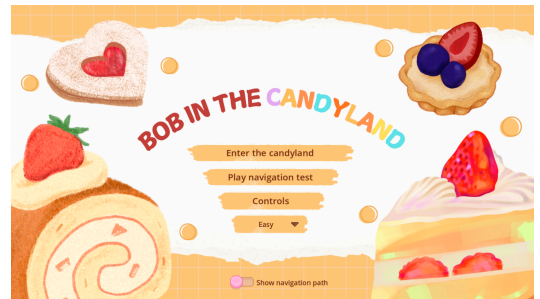 BOB IN THE CANDYLAND
Enter the candyland
Play navigation test
Controls
Easy
Show navigation path